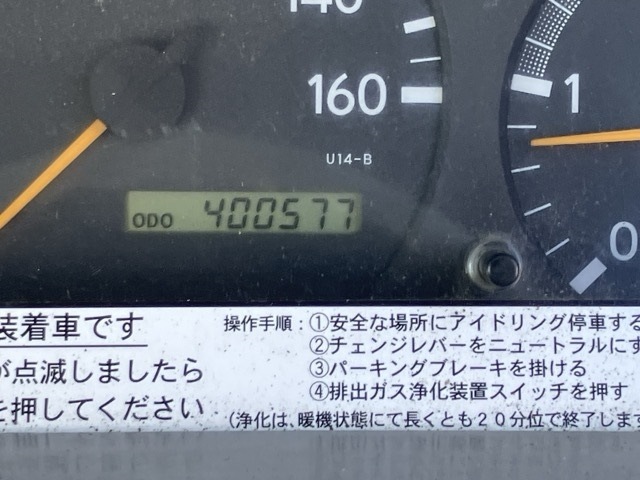 140
160
1
U14-B
ODO 400577
0
装着車です
が点滅しましたら
を押してください
操作手順：①安全な場所にアイドリング停車する
②チェンジレバーをニュートラルにす
③パーキングブレーキを掛ける
④排出ガス浄化装置スイッチを押す
（浄化は、暖機状態にて長くとも２０分位で終了します